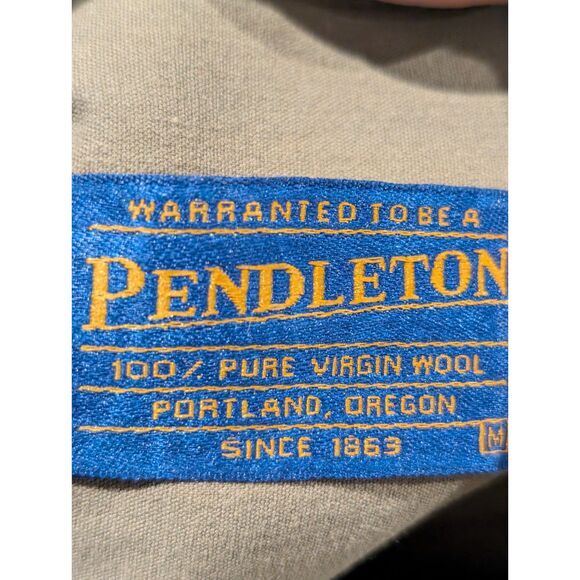 WARRANTED TO BE A
PENDLETON
100% PURE VIRGIN WOOL
PORTLAND, OREGON
SINCE 1863
M